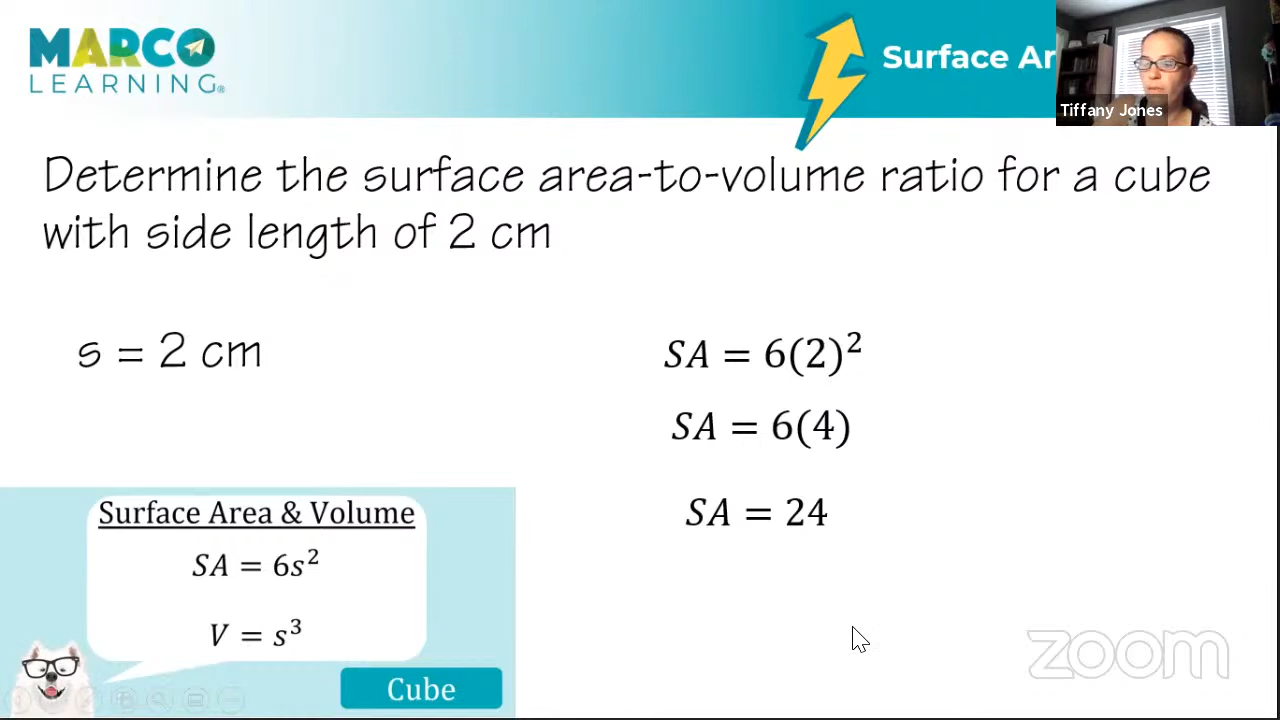 MARCO
LEARNING®
Surface Ar
Tiffany Jones
Determine the surface area-to-volume ratio for a cube
with side length of 2 cm
s = 2 cm
SA = 6(2)²
SA = 6(4)
SA = 24
Surface Area & Volume
SA = 6s²
V = s³
Cube
zoom